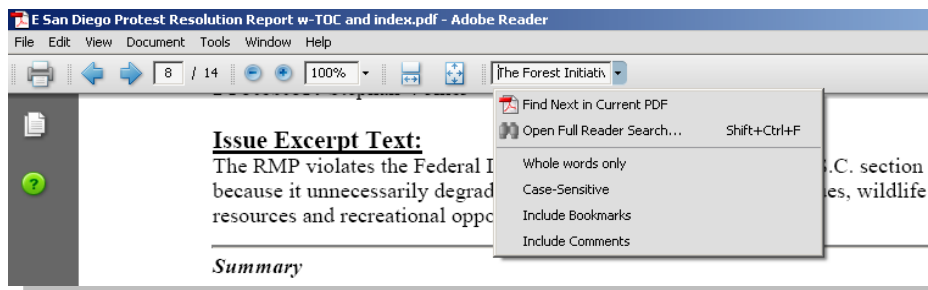 E San Diego Protest Resolution Report w-TOC and index.pdf - Adobe Reader
File Edit View Document Tools Window Help
8 / 14 100% The Forest Initiativ
Find Next in Current PDF
Open Full Reader Search... Shift+Ctrl+F
Whole words only
Case-Sensitive
Include Bookmarks
Include Comments
Issue Excerpt Text:
The RMP violates the Federal .C. section
because it unnecessarily degrad es, wildlife
resources and recreational oppo
Summary